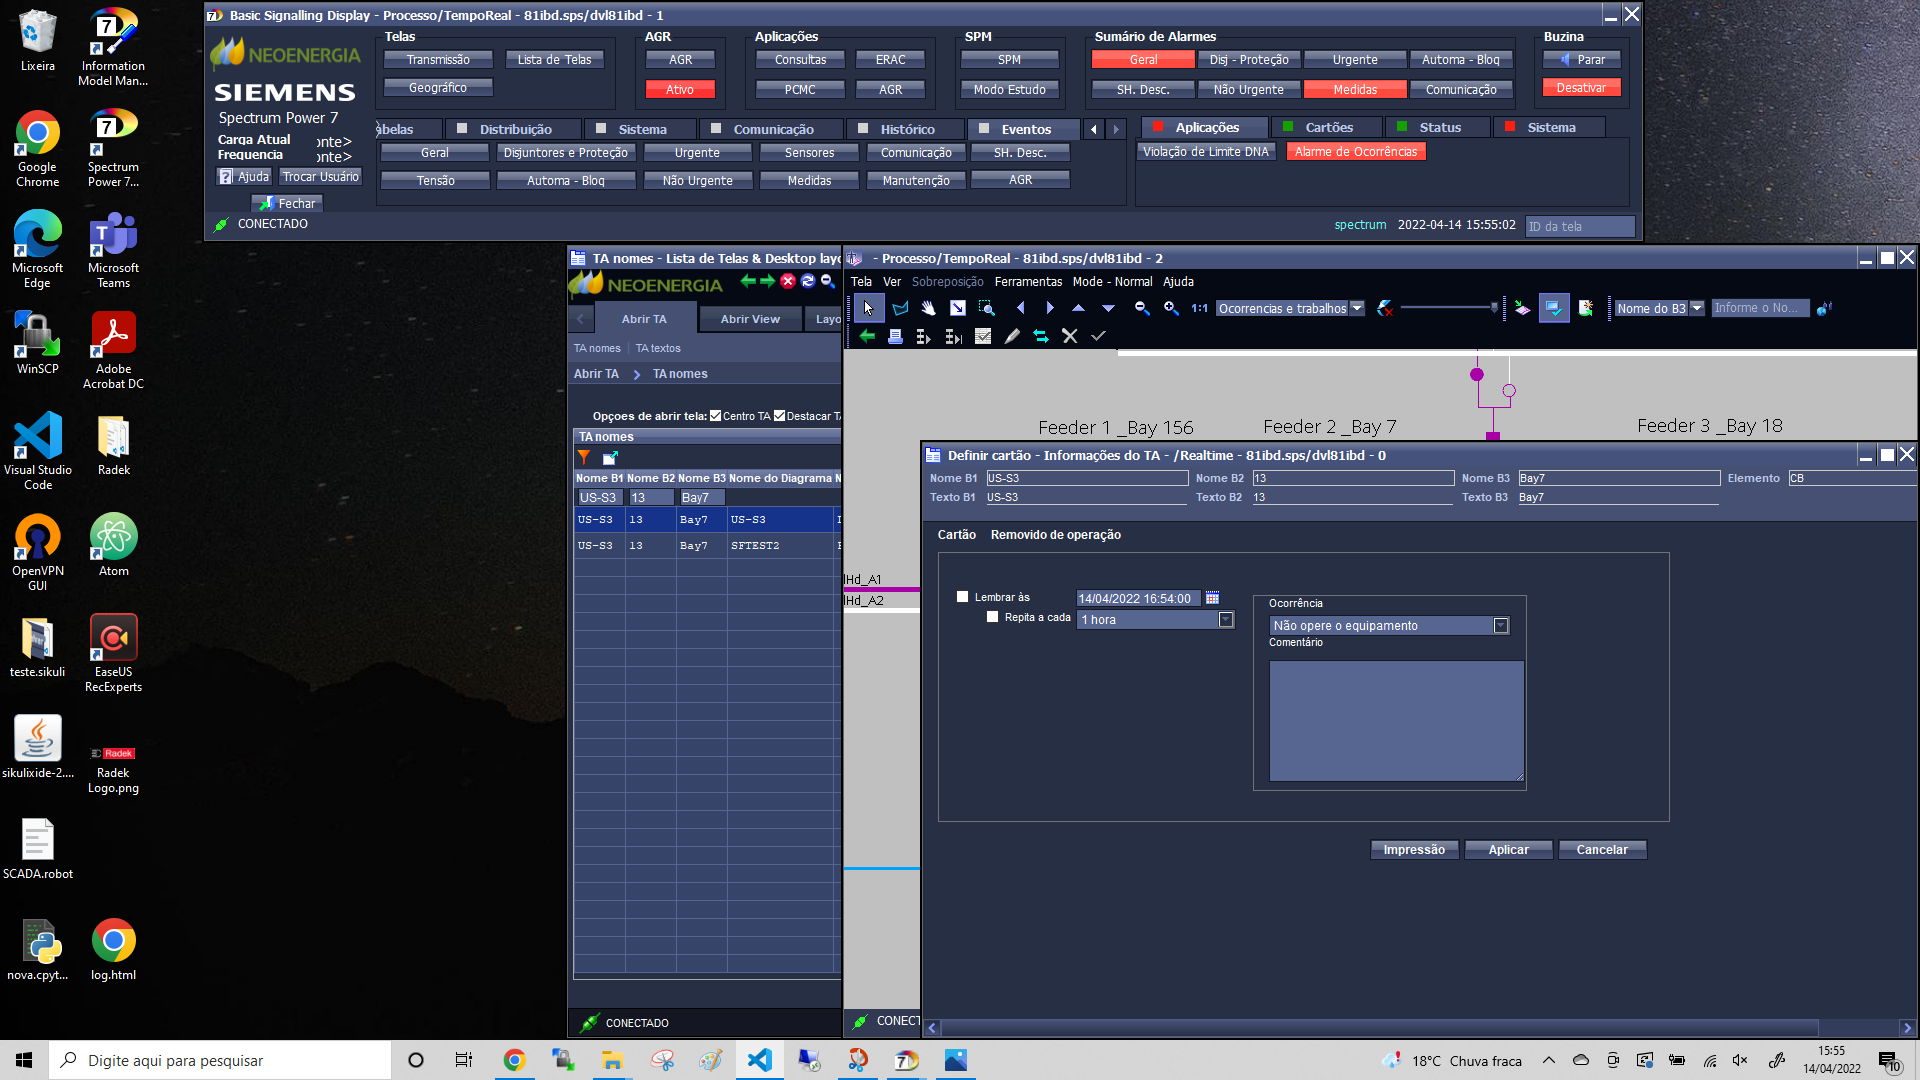 Lixeira
Information
Model Man...
Google
Chrome
Spectrum
Power 7...
Microsoft
Edge
Microsoft
Teams
WinSCP
Adobe
Acrobat DC
Visual Studio
Code
Radek
OpenVPN
GUI
Atom
teste.sikuli
EaseUS
RecExperts
sikulixide-2....
Radek
Radek
Logo.png
SCADA.robot
nova.cpyt...
log.html
Basic Signalling Display - Processo/TempoReal - 81ibd.sps/dvl81ibd - 1
NEOENERGIA
SIEMENS
Spectrum Power 7
Carga Atual onte>
Frequencia onte>
Ajuda Trocar Usuário
Fechar
CONECTADO
Telas
Transmissão Lista de Telas
Geográfico
AGR
AGR
Ativo
Aplicações
Consultas ERAC
PCMC AGR
SPM
SPM
Modo Estudo
Sumário de Alarmes
Geral Disj - Proteção Urgente Automa - Bloq
SH. Desc. Não Urgente Medidas Comunicação
Buzina
Parar
Desativar
abelas Distribuição Sistema Comunicação Histórico Eventos
Geral Disjuntores e Proteção Urgente Sensores Comunicação SH. Desc.
Tensão Automa - Bloq Não Urgente Medidas Manutenção AGR
Aplicações Cartões Status Sistema
Violação de Limite DNA Alarme de Ocorrências
spectrum 2022-04-14 15:55:02 ID da tela
TA nomes - Lista de Telas & Desktop layo
NEOENERGIA
Abrir TA Abrir View Layo
TA nomes TA textos
Abrir TA TA nomes
Opçoes de abrir tela: Centro TA Destacar TA
TA nomes
Nome B1 Nome B2 Nome B3 Nome do Diagrama N
US-S3 13 Bay7
US-S3 13 Bay7 US-S3
US-S3 13 Bay7 SFTEST2
CONECTADO
- Processo/TempoReal - 81ibd.sps/dvl81ibd - 2
Tela Ver Sobreposição Ferramentas Mode - Normal Ajuda
1:1 Ocorrencias e trabalhos Nome do B3 Informe o No...
Feeder 1 _Bay 156 Feeder 2 _Bay 7 Feeder 3 _Bay 18
lHd_A1
lHd_A2
CONECT
Definir cartão - Informações do TA - /Realtime - 81ibd.sps/dvl81ibd - 0
Nome B1 US-S3 Nome B2 13 Nome B3 Bay7 Elemento CB
Texto B1 US-S3 Texto B2 13 Texto B3 Bay7
Cartão Removido de operação
Lembrar às 14/04/2022 16:54:00
Repita a cada 1 hora
Ocorrência
Não opere o equipamento
Comentário
Impressão Aplicar Cancelar
Digite aqui para pesquisar
18°C Chuva fraca
15:55
14/04/2022
10